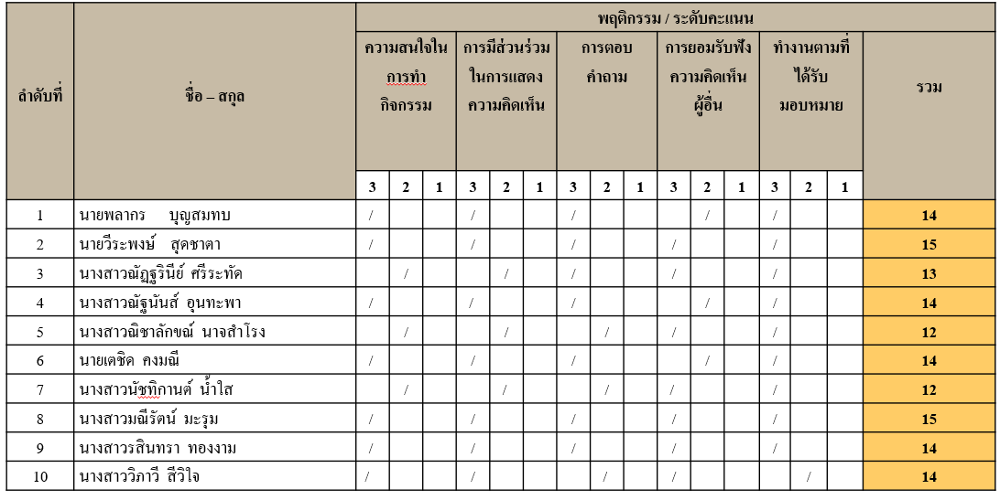 ลำดับที่ ชื่อ – สกุล พฤติกรรม / ระดับคะแนน
ความสนใจในการทำกิจกรรม การมีส่วนร่วมในการแสดงความคิดเห็น การตอบคำถาม การยอมรับฟังความคิดเห็นผู้อื่น ทำงานตามที่ได้รับมอบหมาย รวม
3 2 1 3 2 1 3 2 1 3 2 1 3 2 1
1 นายพลากร บุญสมทบ / / / / / 14
2 นายวีระพงษ์ สุดชาตา / / / / / 15
3 นางสาวณัฏฐรินีย์ ศรีระทัด / / / / / 13
4 นางสาวณัฐนันส์ อุนทะพา / / / / / 14
5 นางสาวณิชาลักขณ์ นาจสำโรง / / / / / 12
6 นายเตชิด คงมณี / / / / / 14
7 นางสาวนัชทิกานต์ น้ำใส / / / / / 12
8 นางสาวมณีรัตน์ มะรุม / / / / / 15
9 นางสาวรสินทรา ทองงาม / / / / / 14
10 นางสาววิภาวี สีวิใจ / / / / / 14